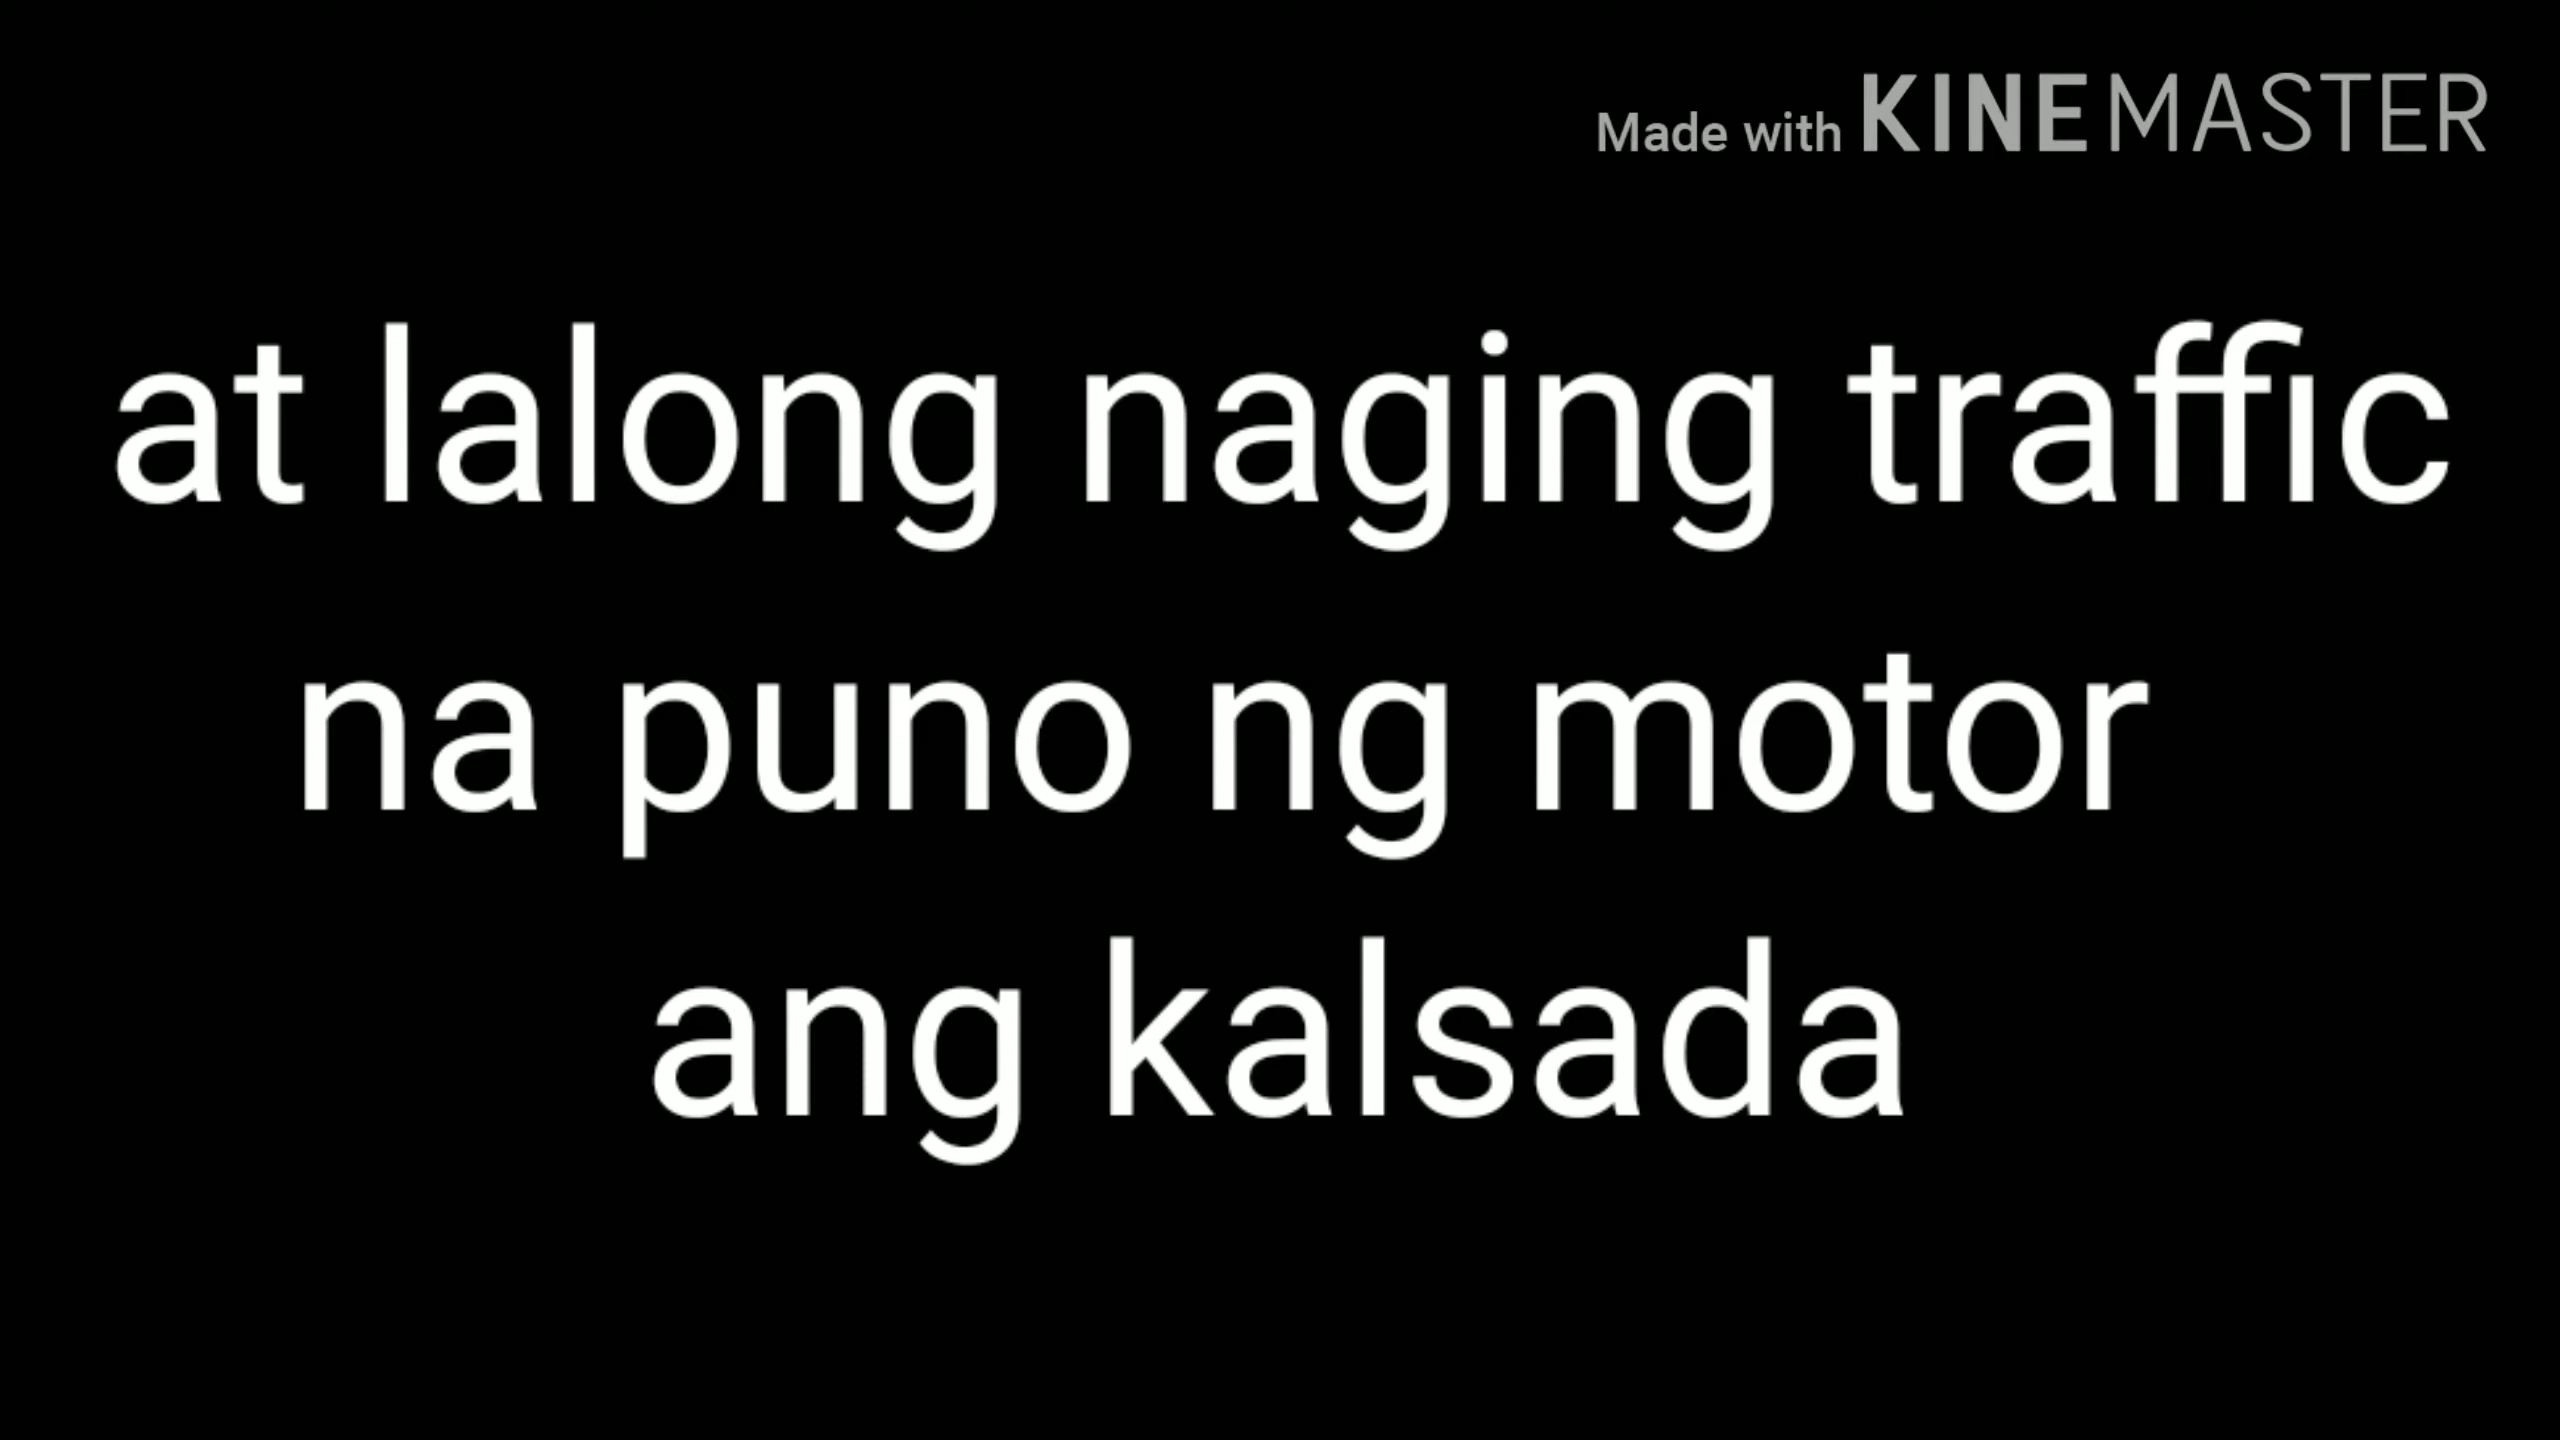 Made with KINEMASTER
at lalong naging traffic
na puno ng motor
ang kalsada